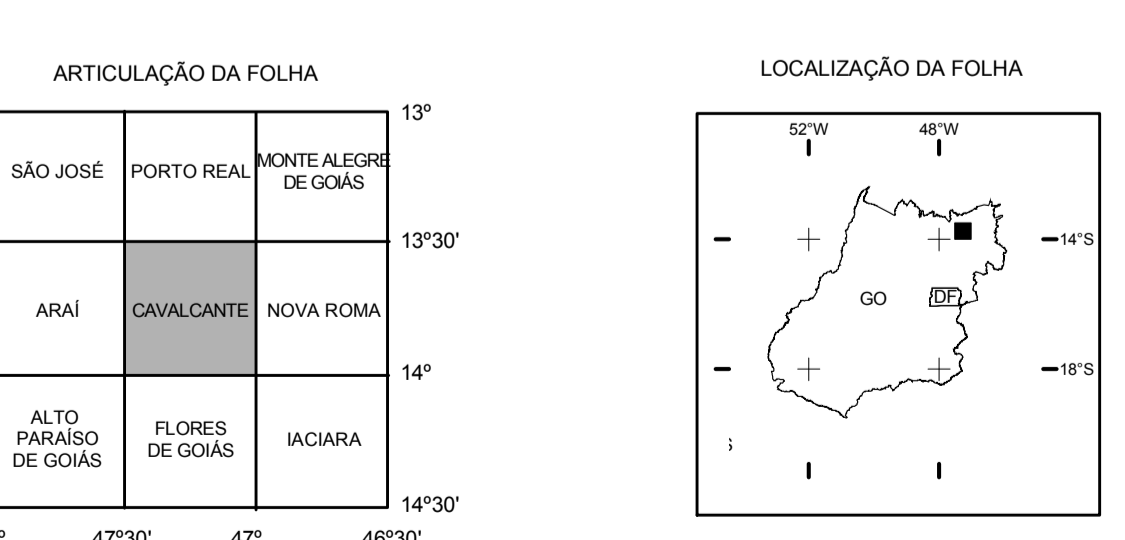 ARTICULAÇÃO DA FOLHA
13º
SÃO JOSÉ
PORTO REAL
MONTE ALEGRE
DE GOIÁS
13º30'
ARAÍ
CAVALCANTE
NOVA ROMA
14º
ALTO
PARAÍSO
DE GOIÁS
FLORES
DE GOIÁS
IACIARA
14º30'
47º30'
47º
46º30'
LOCALIZAÇÃO DA FOLHA
52°W
48°W
14°S
GO
DF
18°S